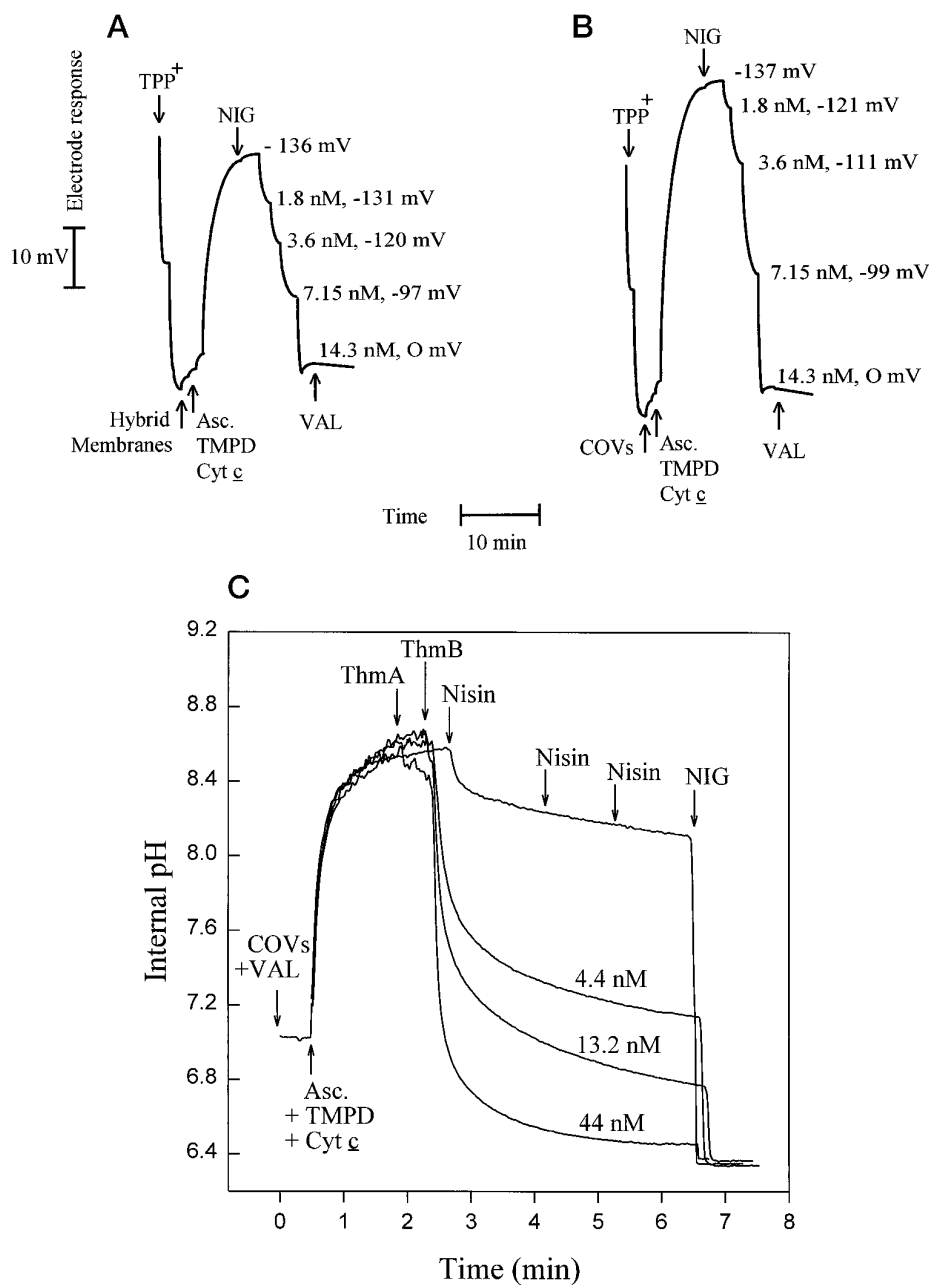 A
Electrode response
10 mV
TPP+
NIG
- 136 mV
1.8 nM, -131 mV
3.6 nM, -120 mV
7.15 nM, -97 mV
14.3 nM, O mV
Hybrid
Membranes
Asc.
TMPD
Cyt c
VAL
B
TPP+
NIG
-137 mV
1.8 nM, -121 mV
3.6 nM, -111 mV
7.15 nM, -99 mV
14.3 nM, O mV
COVs
Asc.
TMPD
Cyt c
VAL
Time
10 min
C
Internal pH
9.2
8.8
8.4
8.0
7.6
7.2
6.8
6.4
ThmA
ThmB
Nisin
Nisin
Nisin
NIG
COVs
+VAL
Asc.
+ TMPD
+ Cyt c
4.4 nM
13.2 nM
44 nM
0 1 2 3 4 5 6 7 8
Time (min)